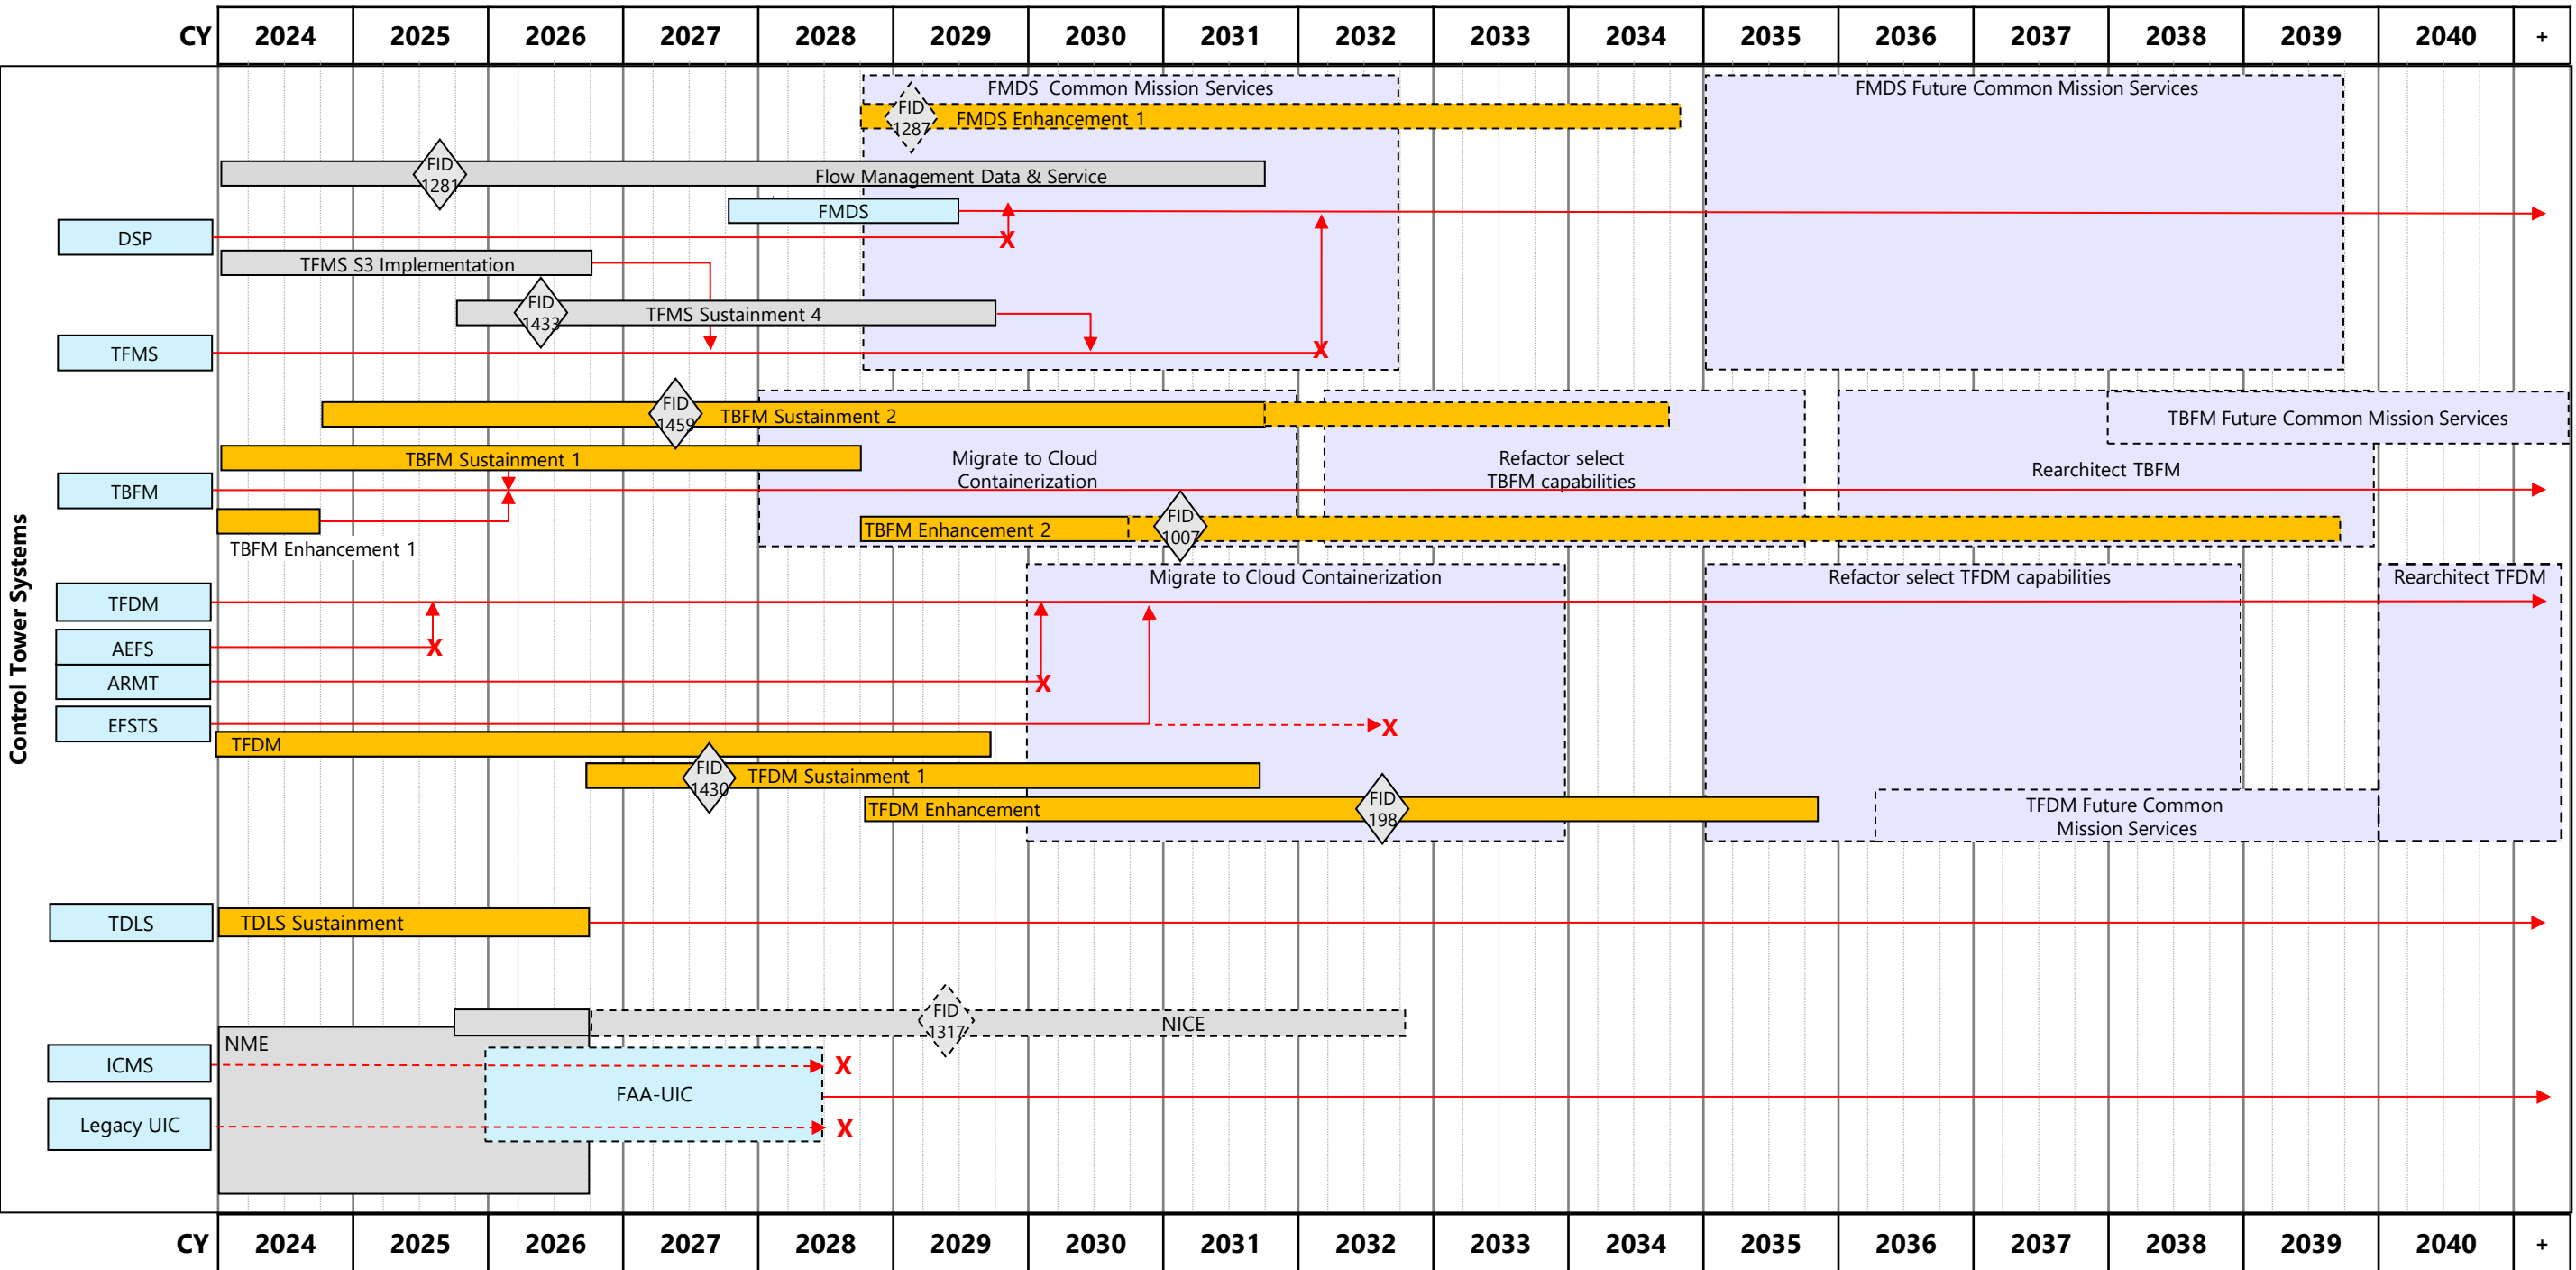 CY 2024 2025 2026 2027 2028 2029 2030 2031 2032 2033 2034 2035 2036 2037 2038 2039 2040 +
Control Tower Systems
FMDS Common Mission Services
FMDS Future Common Mission Services
FID
1287
FMDS Enhancement 1
FID
1281
Flow Management Data & Service
FMDS
DSP
X
TFMS S3 Implementation
FID
1433
TFMS Sustainment 4
TFMS
X
FID
1459
TBFM Sustainment 2
TBFM Future Common Mission Services
TBFM Sustainment 1
Migrate to Cloud
Containerization
Refactor select
TBFM capabilities
Rearchitect TBFM
TBFM
TBFM Enhancement 2
FID
1007
TBFM Enhancement 1
Migrate to Cloud Containerization
Refactor select TFDM capabilities
Rearchitect TFDM
TFDM
AEFS
X
ARMT
X
EFSTS
X
TFDM
FID
1430
TFDM Sustainment 1
TFDM Enhancement
FID
198
TFDM Future Common
Mission Services
TDLS
TDLS Sustainment
FID
1317
NICE
NME
ICMS
X
FAA-UIC
Legacy UIC
X
CY 2024 2025 2026 2027 2028 2029 2030 2031 2032 2033 2034 2035 2036 2037 2038 2039 2040 +